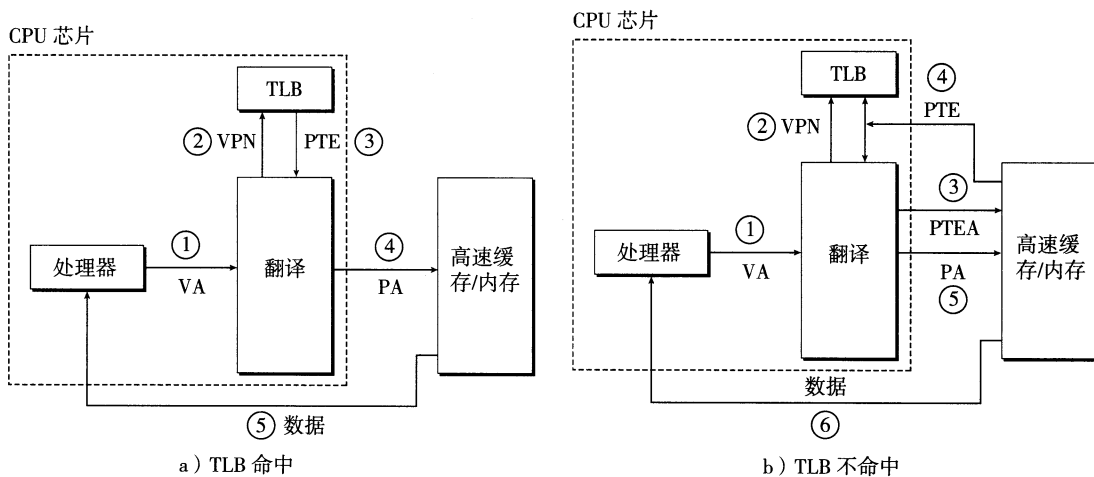 CPU 芯片
TLB
② VPN
PTE ③
处理器
①
VA
翻译
④
PA
高速缓
存/内存
⑤ 数据
a）TLB 命中
CPU 芯片
TLB
② VPN
④
PTE
处理器
①
VA
翻译
③
PTEA
PA
⑤
高速缓
存/内存
数据
⑥
b）TLB 不命中